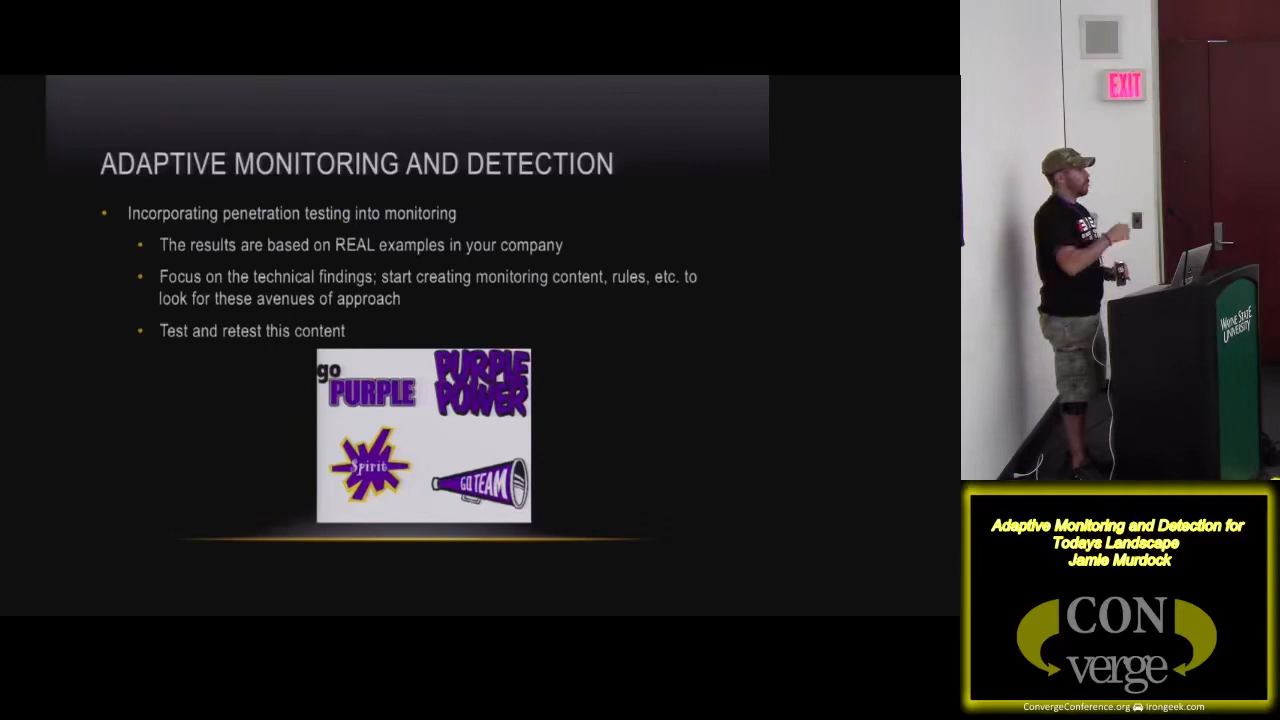 ADAPTIVE MONITORING AND DETECTION
Incorporating penetration testing into monitoring
The results are based on REAL examples in your company
Focus on the technical findings; start creating monitoring content, rules, etc. to
look for these avenues of approach
Test and retest this content
go
PURPLE
PURPLE
POWER
Spirit
GO TEAM
EXIT
WAYNE STATE
UNIVERSITY
Adaptive Monitoring and Detection for
Todays Landscape
Jamie Murdock
CON
verge
ConvergeConference.org Irongeek.com